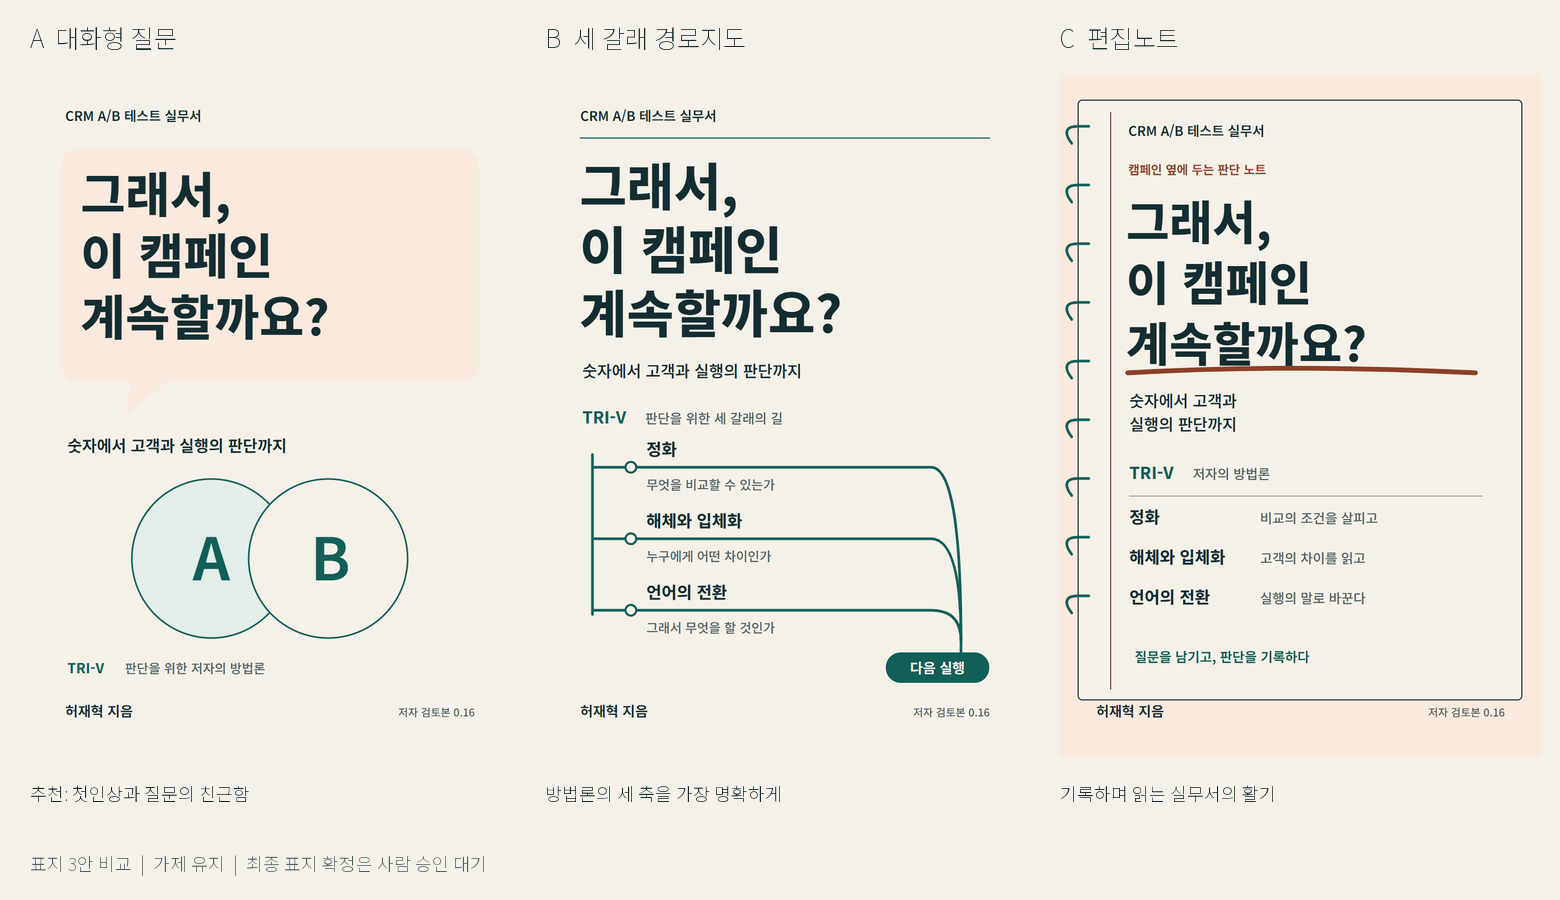 A 대화형 질문
CRM A/B 테스트 실무서
그래서,
이 캠페인
계속할까요?
숫자에서 고객과 실행의 판단까지
A B
TRI-V 판단을 위한 저자의 방법론
허재혁 지음 저자 검토본 0.16
추천: 첫인상과 질문의 친근함
B 세 갈래 경로지도
CRM A/B 테스트 실무서
그래서,
이 캠페인
계속할까요?
숫자에서 고객과 실행의 판단까지
TRI-V 판단을 위한 세 갈래의 길
정화
무엇을 비교할 수 있는가
해체와 입체화
누구에게 어떤 차이인가
언어의 전환
그래서 무엇을 할 것인가
다음 실행
허재혁 지음 저자 검토본 0.16
방법론의 세 축을 가장 명확하게
C 편집노트
CRM A/B 테스트 실무서
캠페인 옆에 두는 판단 노트
그래서,
이 캠페인
계속할까요?
숫자에서 고객과
실행의 판단까지
TRI-V 저자의 방법론
정화 비교의 조건을 살피고
해체와 입체화 고객의 차이를 읽고
언어의 전환 실행의 말로 바꾼다
질문을 남기고, 판단을 기록하다
허재혁 지음 저자 검토본 0.16
기록하며 읽는 실무서의 활기
표지 3안 비교 | 가제 유지 | 최종 표지 확정은 사람 승인 대기